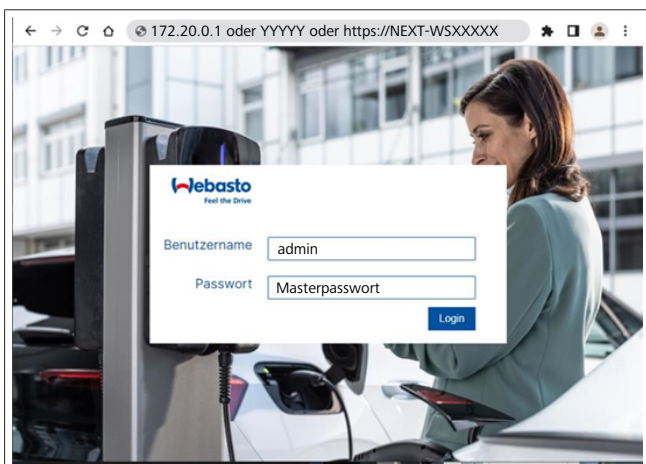 172.20.0.1 oder YYYYY oder https://NEXT-WSXXXXX
Webasto
Feel the Drive
Benutzername
admin
Passwort
Masterpasswort
Login